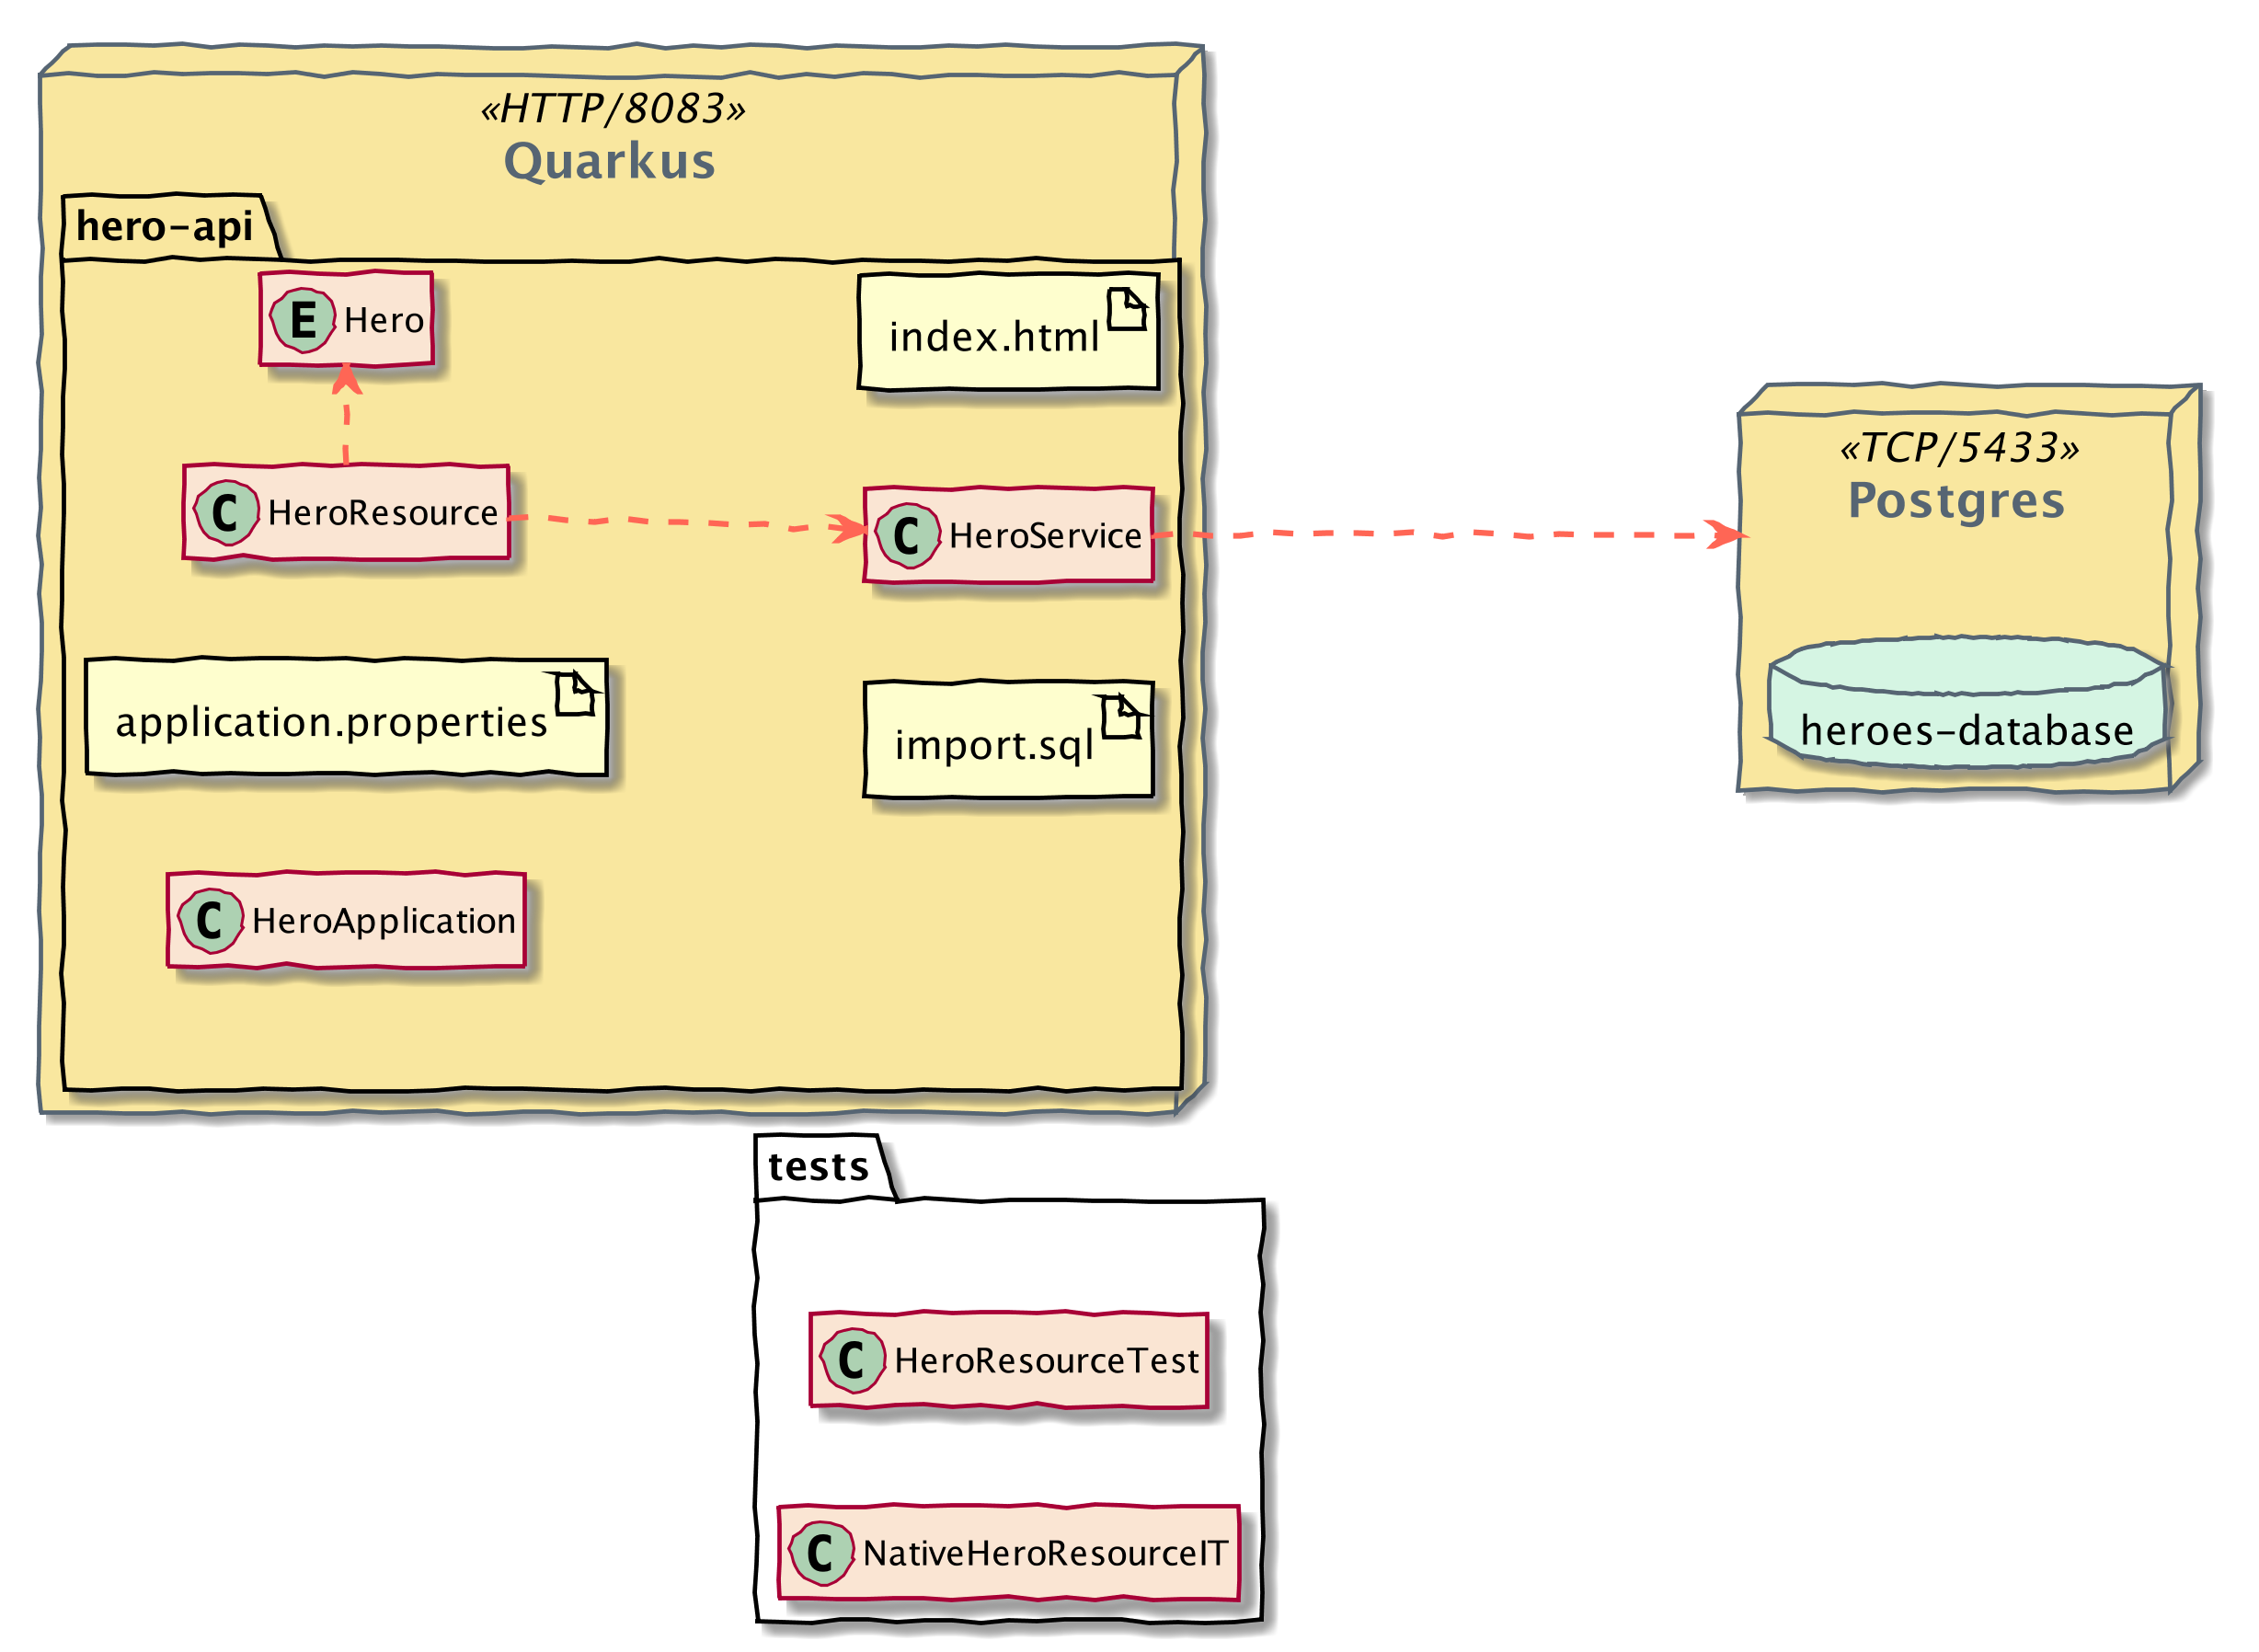 «HTTP/8083»
Quarkus
hero-api
E Hero
index.html
C HeroResource
C HeroService
application.properties
import.sql
C HeroApplication
«TCP/5433»
Postgres
heroes-database
tests
C HeroResourceTest
C NativeHeroResourceIT